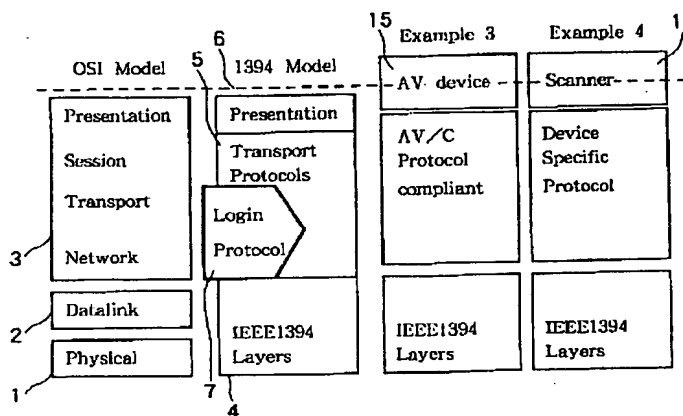 15
1
Example 3
Example 4
6
5
OSI Model
1394 Model
AV device
Scanner
Presentation
Session
Transport
Network
3
Presentation
Transport
Protocols
Login
Protocol
AV/C
Protocol
compliant
Device
Specific
Protocol
2
Datalink
1
Physical
IEEE1394
Layers
7
4
IEEE1394
Layers
IEEE1394
Layers